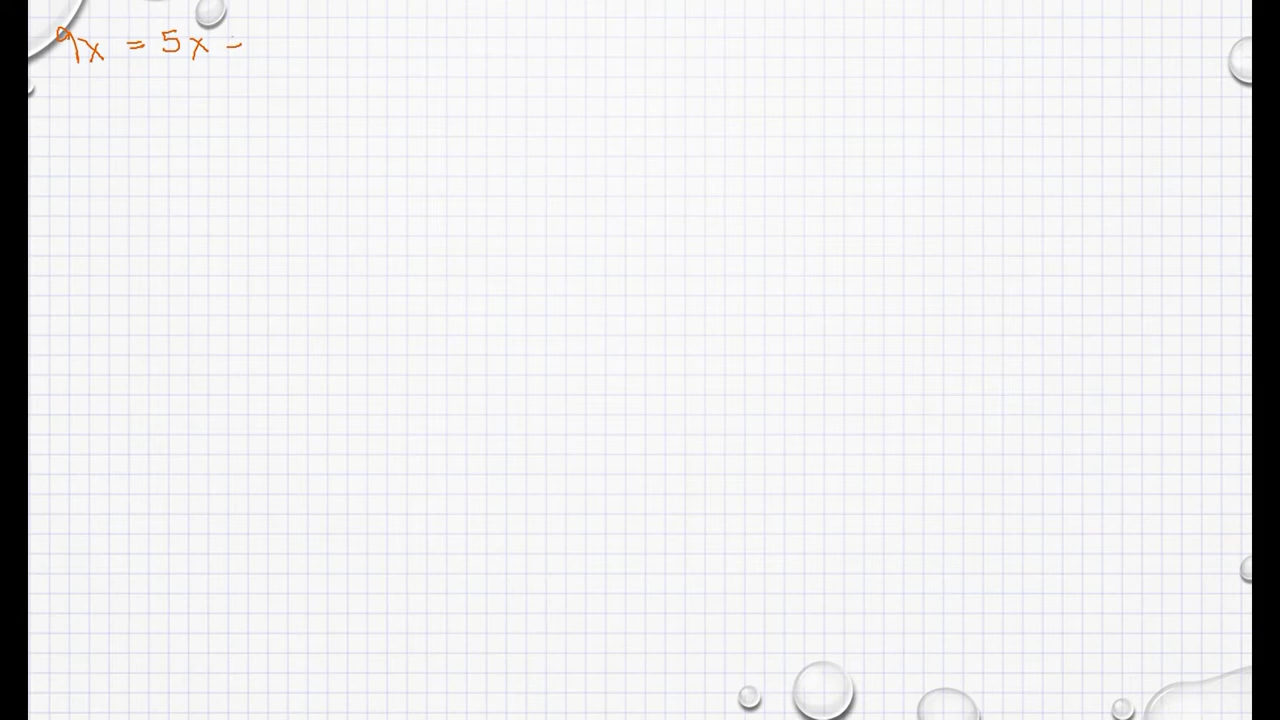 9x = 5x -